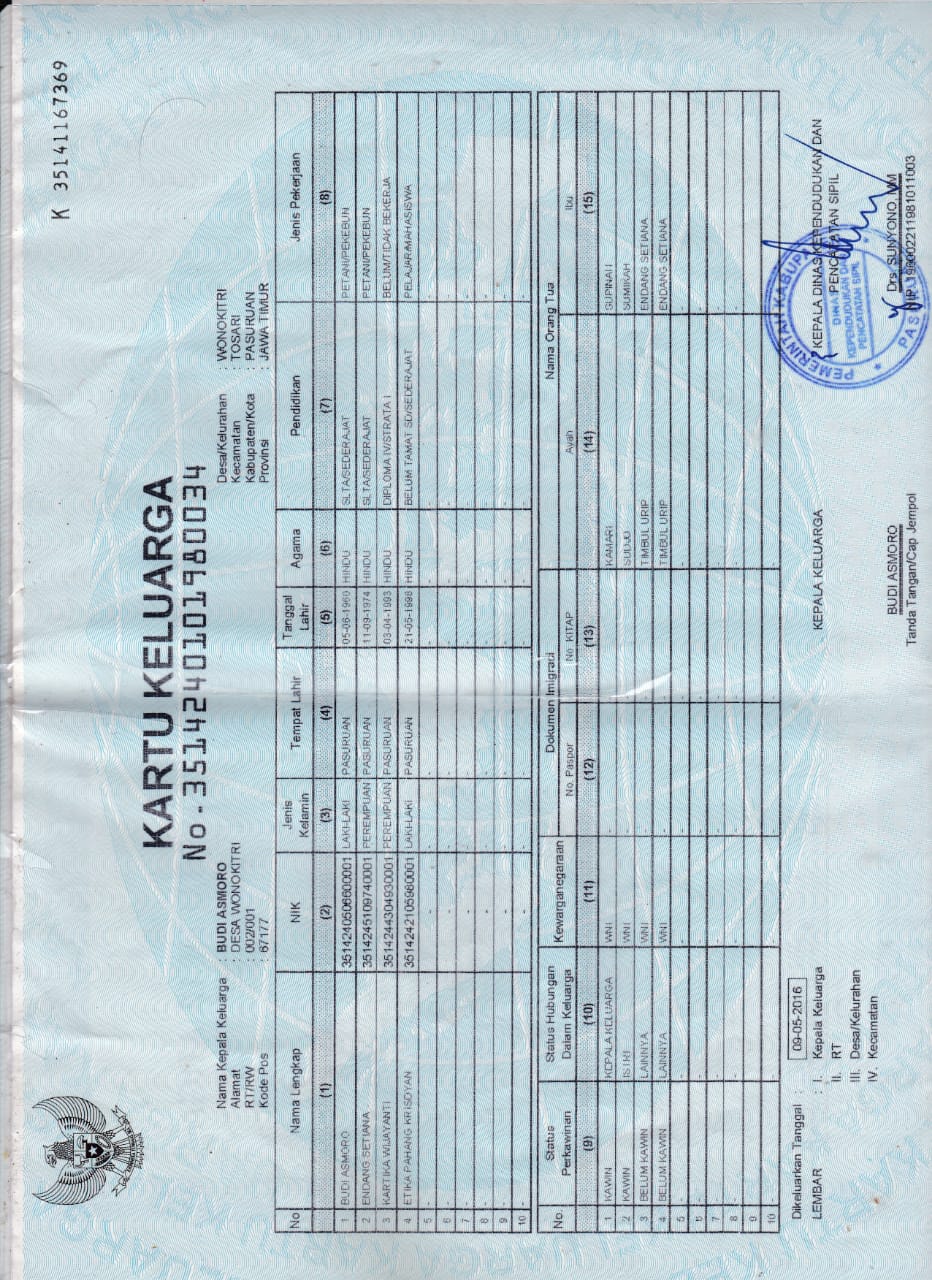 K 35141167369
KARTU KELUARGA
No. 3514240101980034
Nama Kepala Keluarga : BUDI ASMORO
Alamat : DESA WONOKITRI
RT/RW : 002/001
Kode Pos : 67177
Desa/Kelurahan : WONOKITRI
Kecamatan : TOSARI
Kabupaten/Kota : PASURUAN
Provinsi : JAWA TIMUR
No Nama Lengkap NIK Jenis Kelamin Tempat Lahir Tanggal Lahir Agama Pendidikan Jenis Pekerjaan
(1) (2) (3) (4) (5) (6) (7) (8)
1 BUDI ASMORO 3514240506600001 LAKI-LAKI PASURUAN 05-06-1960 HINDU SLTA/SEDERAJAT PETANI/PEKEBUN
2 ENDANG SETIANA 3514245109740001 PEREMPUAN PASURUAN 11-09-1974 HINDU SLTA/SEDERAJAT PETANI/PEKEBUN
3 KARTIKA WIJAYANTI 3514244304930001 PEREMPUAN PASURUAN 03-04-1993 HINDU DIPLOMA IV/STRATA I BELUM/TIDAK BEKERJA
4 ETIKA PAHANG KRISDYAN 3514242105980001 LAKI-LAKI PASURUAN 21-05-1998 HINDU BELUM TAMAT SD/SEDERAJAT PELAJAR/MAHASISWA
5 - - - - - - - -
6 - - - - - - - -
7 - - - - - - - -
8 - - - - - - - -
9 - - - - - - - -
10 - - - - - - - -
No. Status Perkawinan Status Hubungan Dalam Keluarga Kewarganegaraan Dokumen Imigrasi Nama Orang Tua
No. Paspor No. KITAP Ayah Ibu
(9) (10) (11) (12) (13) (14) (15)
1 KAWIN KEPALA KELUARGA WNI - - KAMARI SUPINAH
2 KAWIN ISTRI WNI - - SUDJO SUMIKAH
3 BELUM KAWIN LAINNYA WNI - - TIMBUL URIP ENDANG SETIANA
4 BELUM KAWIN LAINNYA WNI - - TIMBUL URIP ENDANG SETIANA
5 - - - - - - -
6 - - - - - - -
7 - - - - - - -
8 - - - - - - -
9 - - - - - - -
10 - - - - - - -
Dikeluarkan Tanggal : 09-05-2016
LEMBAR : I. Kepala Keluarga
II. RT
III. Desa/Kelurahan
IV. Kecamatan
KEPALA KELUARGA
BUDI ASMORO
Tanda Tangan/Cap Jempol
KEPALA DINAS KEPENDUDUKAN DAN
PENCATATAN SIPIL
Drs. SUNYONO, MM
PEMERINTAH KABUPATEN PASURUAN
DINAS
KEPENDUDUKAN DAN
PENCATATAN SIPIL